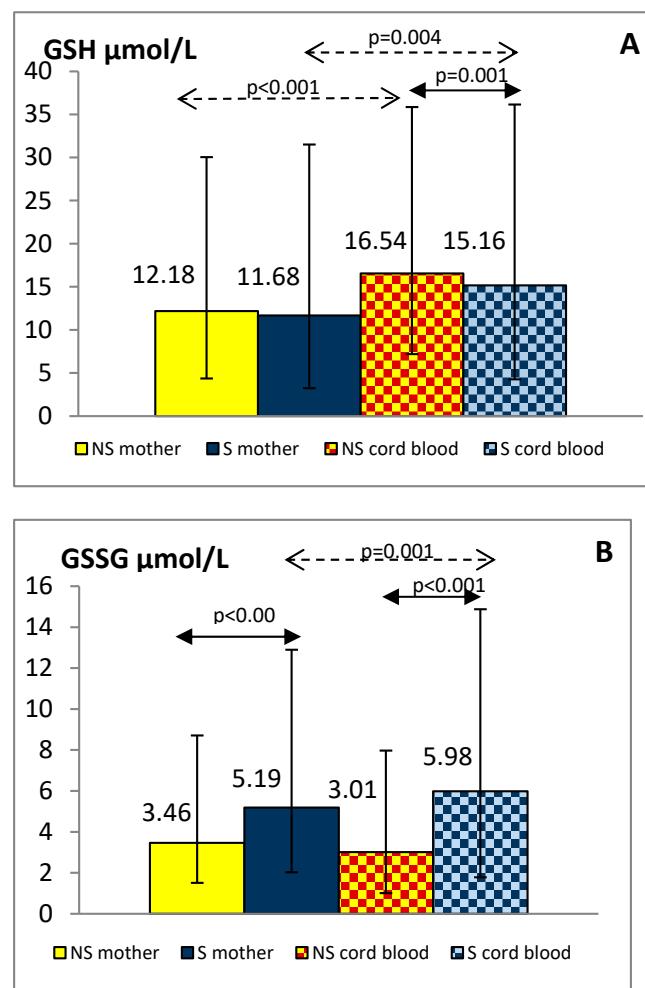 p=0.004
A
GSH µmol/L
40
p<0.001
p=0.001
35
30
25
20
16.54
15.16
12.18
11.68
15
10
5
0
NS mother S mother NS cord blood S cord blood
B
GSSG µmol/L
p=0.001
16
p<0.001
14
p<0.00
12
10
8
5.98
6
5.19
3.01
3.46
4
2
0
NS mother S mother NS cord blood S cord blood